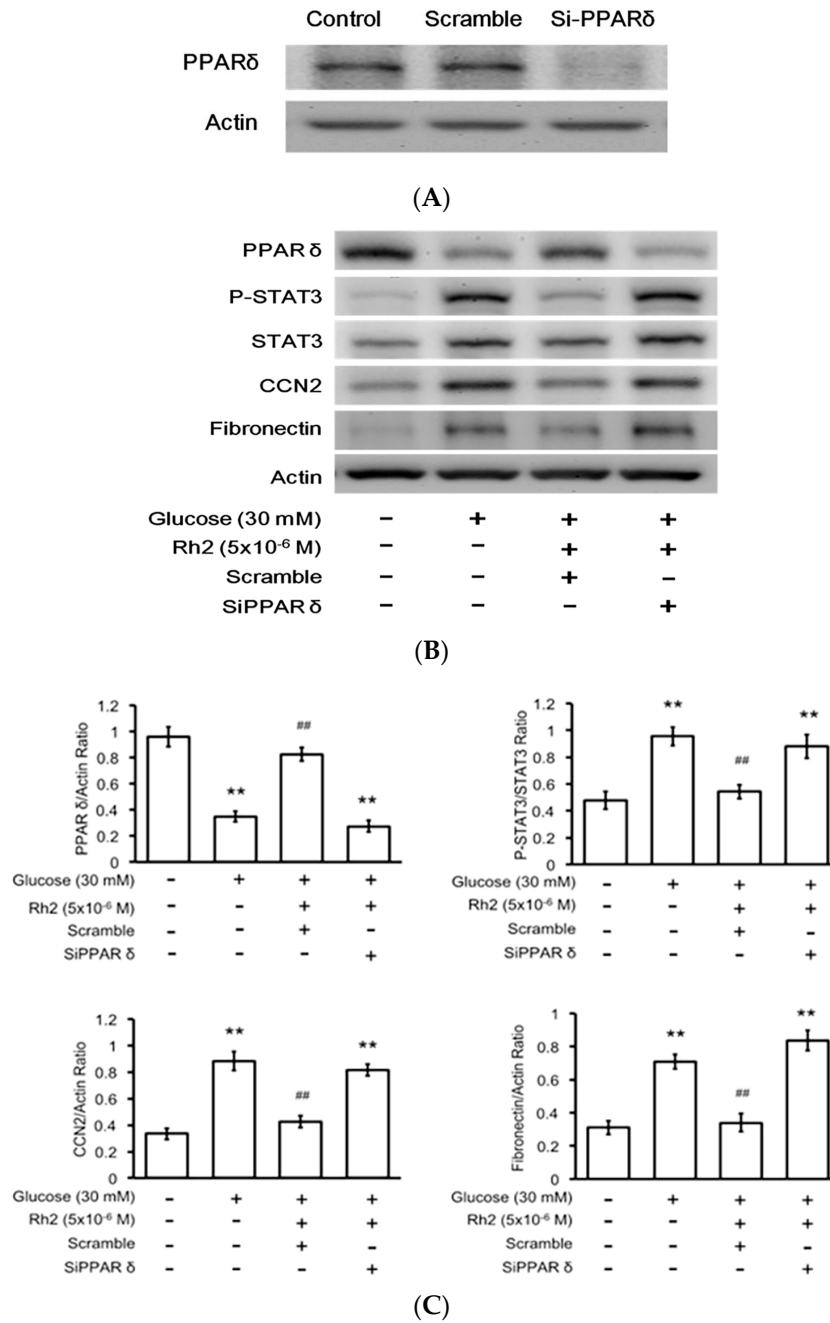 Control Scramble Si-PPARδ
PPARδ
Actin
(A)
PPAR δ
P-STAT3
STAT3
CCN2
Fibronectin
Actin
Glucose (30 mM) – + + +
Rh2 (5x10⁻⁶ M) – – + +
Scramble – – + –
SiPPAR δ – – – +
(B)
PPAR δ/Actin Ratio
1.2
1
0.8
0.6
0.4
0.2
0
** ## **
Glucose (30 mM) - + + +
Rh2 (5x10⁻⁶ M) - - + +
Scramble - - + -
SiPPAR δ - - - +
P-STAT3/STAT3 Ratio
1.2
1
0.8
0.6
0.4
0.2
0
** ## **
Glucose (30 mM) - + + +
Rh2 (5x10⁻⁶ M) - - + +
Scramble - - + -
SiPPAR δ - - - +
CCN2/Actin Ratio
1.2
1
0.8
0.6
0.4
0.2
0
** ## **
Glucose (30 mM) - + + +
Rh2 (5x10⁻⁶ M) - - + +
Scramble - - + -
SiPPAR δ - - - +
Fibronectin/Actin Ratio
1
0.8
0.6
0.4
0.2
0
** ## **
Glucose (30 mM) - + + +
Rh2 (5x10⁻⁶ M) - - + +
Scramble - - + -
SiPPAR δ - - - +
(C)